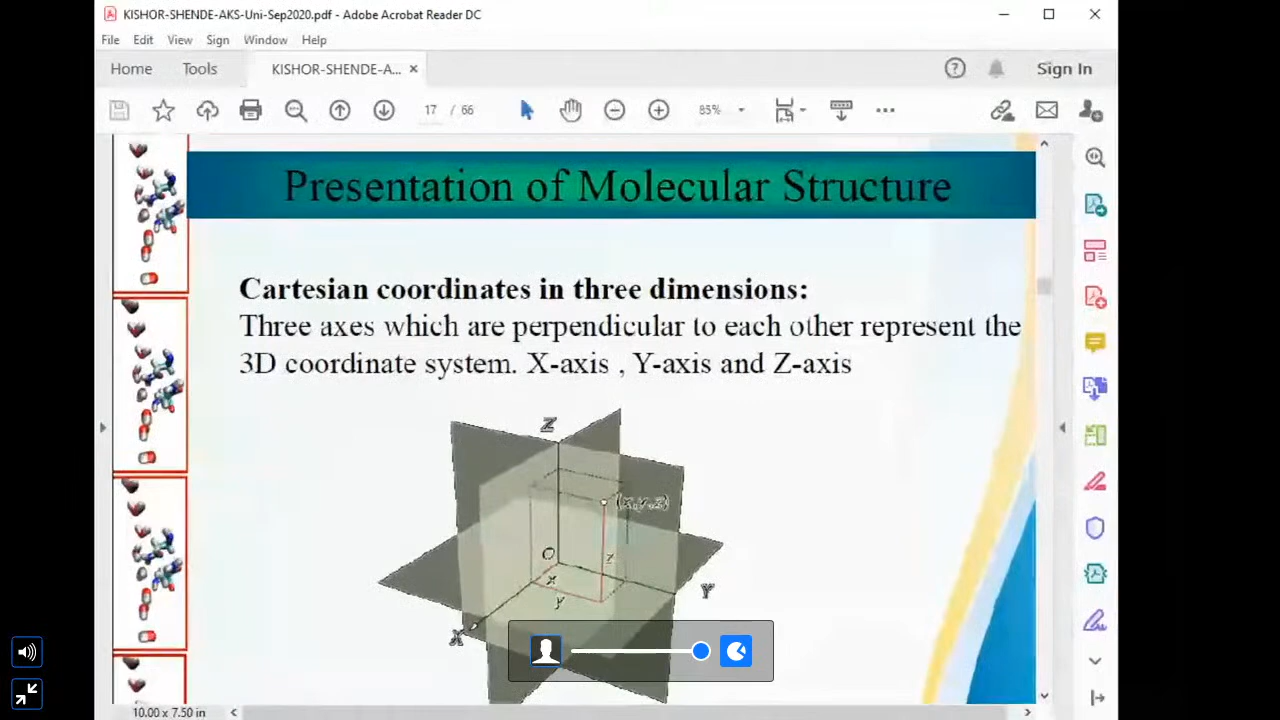 KISHOR-SHENDE-AKS-Uni-Sep2020.pdf - Adobe Acrobat Reader DC
File Edit View Sign Window Help
Home Tools KISHOR-SHENDE-A... × Sign In
17 / 66 85%
Presentation of Molecular Structure
Cartesian coordinates in three dimensions:
Three axes which are perpendicular to each other represent the
3D coordinate system. X-axis , Y-axis and Z-axis
Z
(x,y,z)
O
z
x
y
Y
X
10.00 x 7.50 in